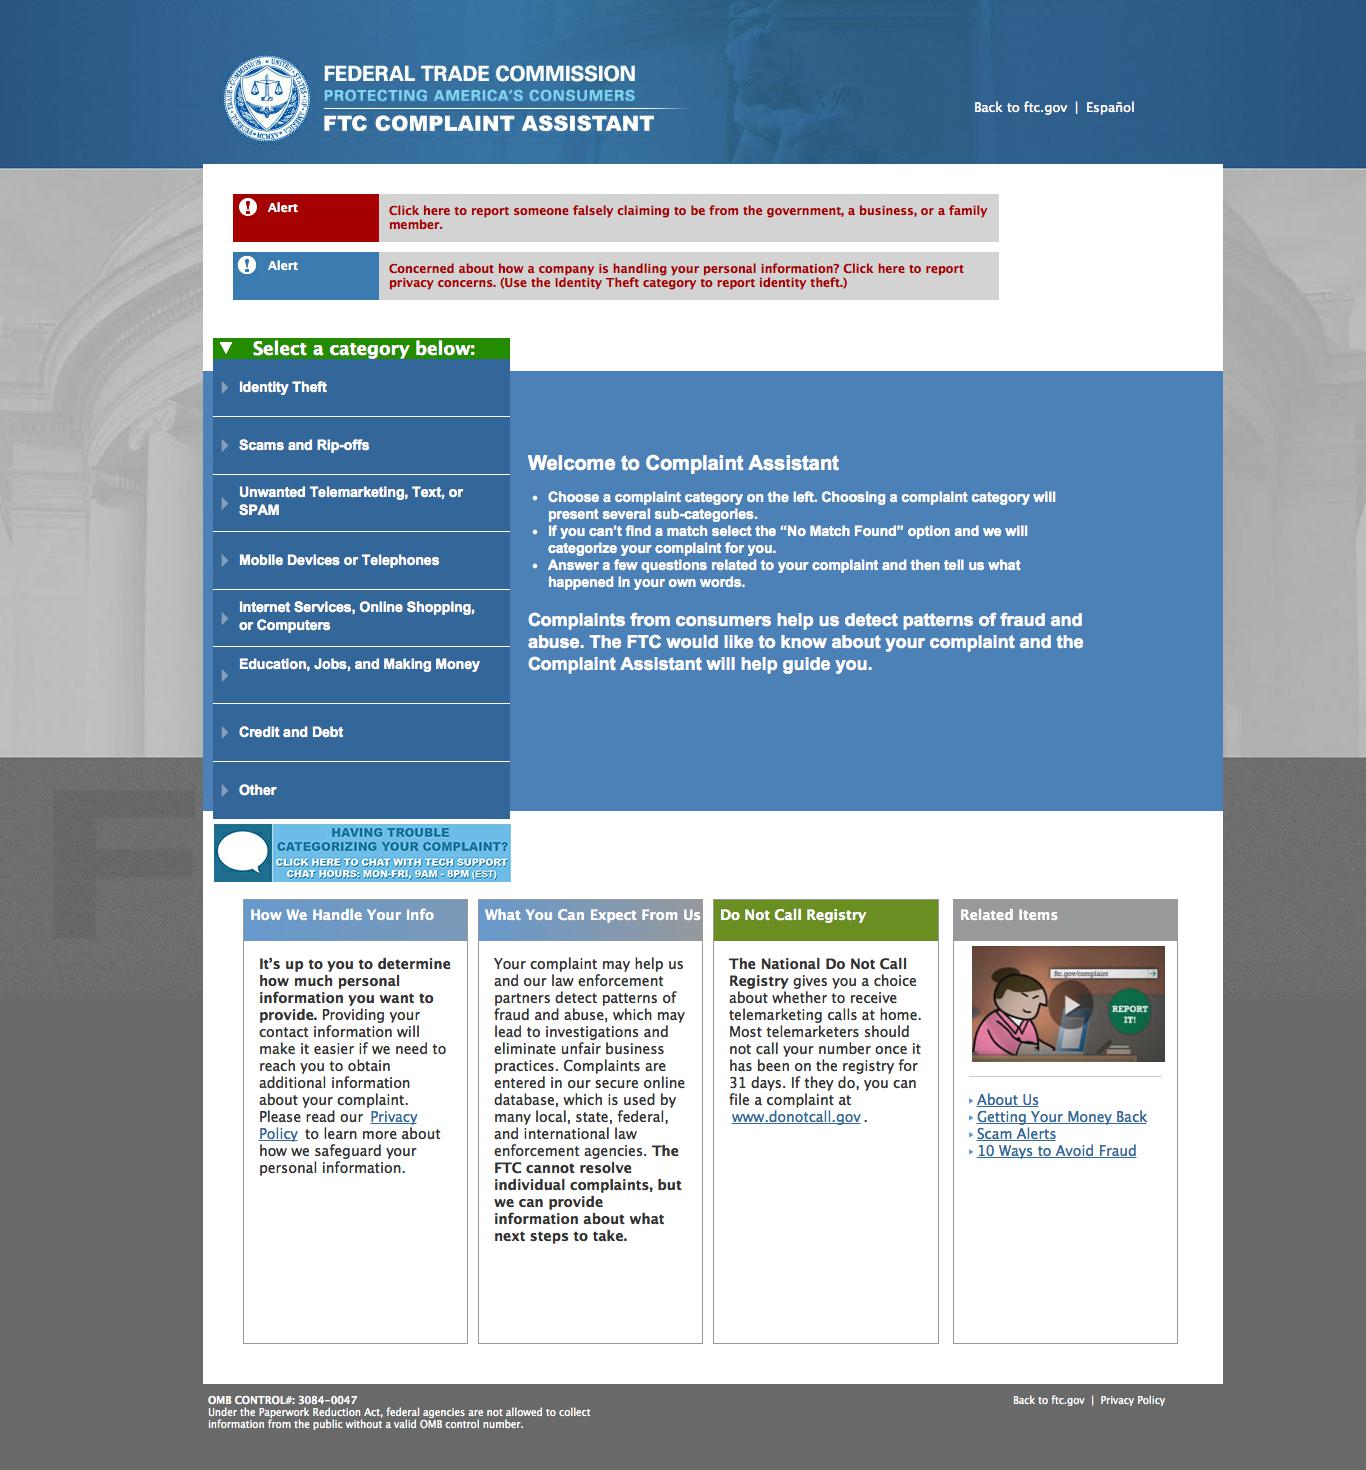 FEDERAL TRADE COMMISSION
PROTECTING AMERICA'S CONSUMERS
FTC COMPLAINT ASSISTANT
Back to ftc.gov | Español
Alert
Click here to report someone falsely claiming to be from the government, a business, or a family
member.
Alert
Concerned about how a company is handling your personal information? Click here to report
privacy concerns. (Use the Identity Theft category to report identity theft.)
Select a category below:
Identity Theft
Scams and Rip-offs
Unwanted Telemarketing, Text, or
SPAM
Mobile Devices or Telephones
Internet Services, Online Shopping,
or Computers
Education, Jobs, and Making Money
Credit and Debt
Other
Welcome to Complaint Assistant
• Choose a complaint category on the left. Choosing a complaint category will
present several sub-categories.
• If you can't find a match select the “No Match Found” option and we will
categorize your complaint for you.
• Answer a few questions related to your complaint and then tell us what
happened in your own words.
Complaints from consumers help us detect patterns of fraud and
abuse. The FTC would like to know about your complaint and the
Complaint Assistant will help guide you.
HAVING TROUBLE
CATEGORIZING YOUR COMPLAINT?
CLICK HERE TO CHAT WITH TECH SUPPORT
CHAT HOURS: MON-FRI, 9AM - 8PM (EST)
How We Handle Your Info
It's up to you to determine
how much personal
information you want to
provide. Providing your
contact information will
make it easier if we need to
reach you to obtain
additional information
about your complaint.
Please read our Privacy
Policy to learn more about
how we safeguard your
personal information.
What You Can Expect From Us
Your complaint may help us
and our law enforcement
partners detect patterns of
fraud and abuse, which may
lead to investigations and
eliminate unfair business
practices. Complaints are
entered in our secure online
database, which is used by
many local, state, federal,
and international law
enforcement agencies. The
FTC cannot resolve
individual complaints, but
we can provide
information about what
next steps to take.
Do Not Call Registry
The National Do Not Call
Registry gives you a choice
about whether to receive
telemarketing calls at home.
Most telemarketers should
not call your number once it
has been on the registry for
31 days. If they do, you can
file a complaint at
www.donotcall.gov .
Related Items
ftc.gov/complaint
REPORT
IT!
About Us
Getting Your Money Back
Scam Alerts
10 Ways to Avoid Fraud
OMB CONTROL#: 3084-0047
Under the Paperwork Reduction Act, federal agencies are not allowed to collect
information from the public without a valid OMB control number.
Back to ftc.gov | Privacy Policy